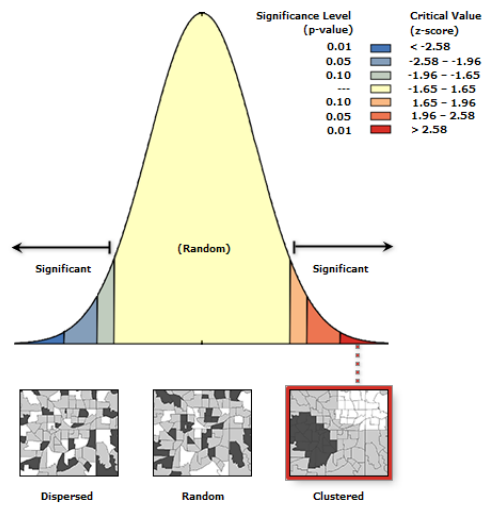 Significance Level Critical Value
(p-value) (z-score)
0.01 < -2.58
0.05 -2.58 – -1.96
0.10 -1.96 – -1.65
--- -1.65 – 1.65
0.10 1.65 – 1.96
0.05 1.96 – 2.58
0.01 > 2.58
(Random)
Significant Significant
Dispersed Random Clustered